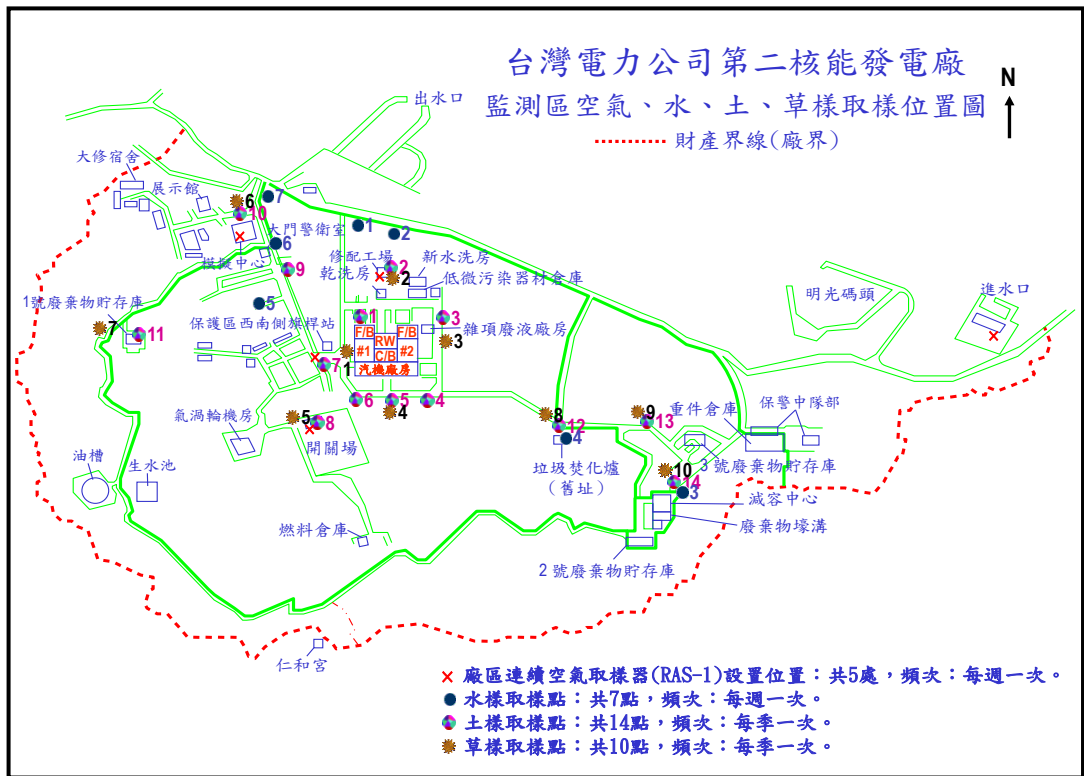 台灣電力公司第二核能發電廠
監測區空氣、水、土、草樣取樣位置圖
財產界線(廠界)
N
出水口
大修宿舍
展示館
6
7
10
大門警衛室
1
2
6
模擬中心
9
修配工場
新水洗房
2
乾洗房
2
低微污染器材倉庫
明光碼頭
進水口
1號廢棄物貯存庫
5
7
11
保護區西南側旗桿站
1
3
F/B
F/B
雜項廢液廠房
RW
3
#1
#2
C/B
1
7
汽機廠房
6
5
4
4
氣渦輪機房
5
8
開關場
8
12
4
9
13
重件倉庫
保警中隊部
油槽
生水池
垃圾焚化爐
(舊址)
10
3號廢棄物貯存庫
14
3
減容中心
廢棄物壕溝
燃料倉庫
2號廢棄物貯存庫
仁和宮
廠區連續空氣取樣器(RAS-1)設置位置：共5處，頻次：每週一次。
水樣取樣點：共7點，頻次：每週一次。
土樣取樣點：共14點，頻次：每季一次。
草樣取樣點：共10點，頻次：每季一次。